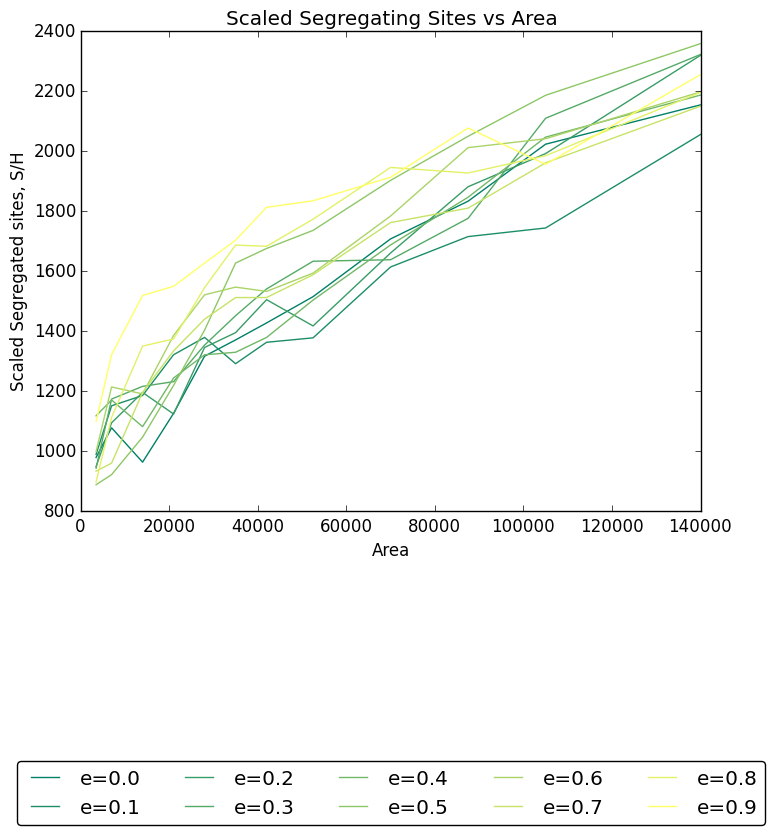 Scaled Segregating Sites vs Area
2400
2200
2000
1800
1600
1400
1200
1000
800
Scaled Segregated sites, S/H
0 20000 40000 60000 80000 100000 120000 140000
Area
e=0.0 e=0.2 e=0.4 e=0.6 e=0.8
e=0.1 e=0.3 e=0.5 e=0.7 e=0.9